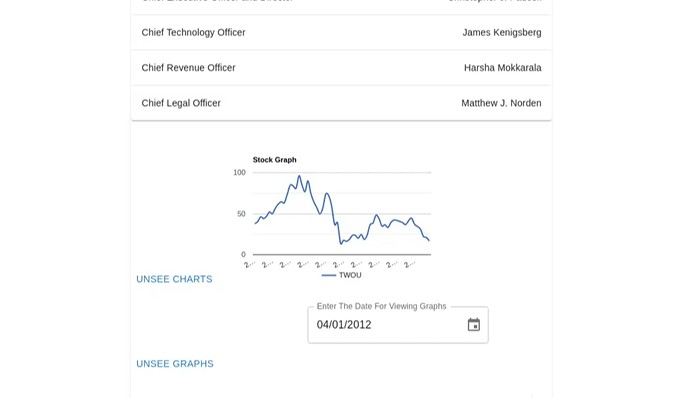 Chief Technology Officer James Kenigsberg
Chief Revenue Officer Harsha Mokkarala
Chief Legal Officer Matthew J. Norden
Stock Graph
100
50
0
2... 2... 2... 2... 2... 2... 2... 2... 2... 2...
TWOU
UNSEE CHARTS
Enter The Date For Viewing Graphs
04/01/2012
UNSEE GRAPHS